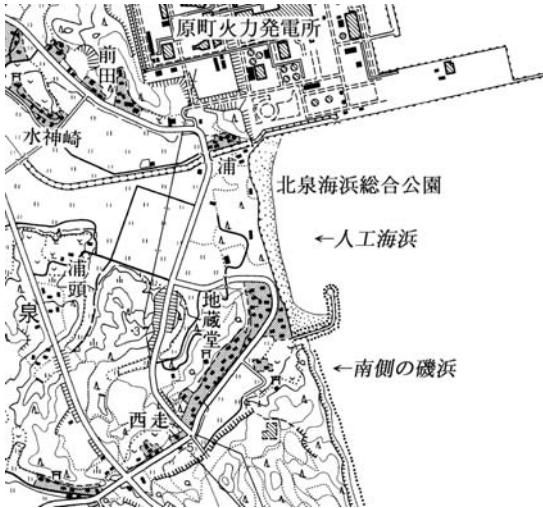 原町火力発電所
前田
水神崎
浦
北泉海浜総合公園
←人工海浜
浦頭
泉
地蔵堂
←南側の磯浜
西走